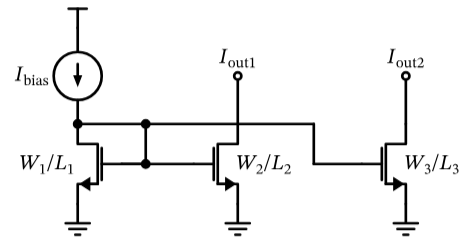 I_out1
I_out2
I_bias
W_1/L_1
W_2/L_2
W_3/L_3